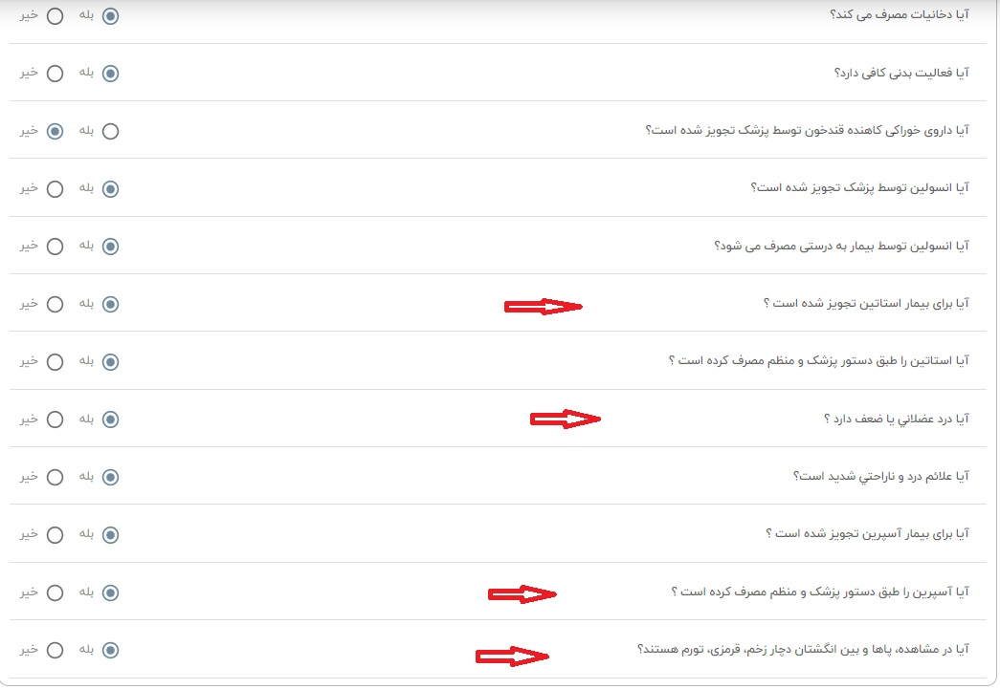 آیا دخانیات مصرف می کند؟ بله خیر
آیا فعالیت بدنی کافی دارد؟ بله خیر
آیا داروی خوراکی کاهنده قندخون توسط پزشک تجویز شده است؟ بله خیر
آیا انسولین توسط پزشک تجویز شده است؟ بله خیر
آیا انسولین توسط بیمار به درستی مصرف می شود؟ بله خیر
آیا برای بیمار استاتین تجویز شده است ؟ بله خیر
آیا استاتین را طبق دستور پزشک و منظم مصرف کرده است ؟ بله خیر
آیا درد عضلاني یا ضعف دارد ؟ بله خیر
آیا علائم درد و ناراحتي شدید است؟ بله خیر
آیا برای بیمار آسپرین تجویز شده است ؟ بله خیر
آیا آسپرین را طبق دستور پزشک و منظم مصرف کرده است ؟ بله خیر
آیا در مشاهده، پاها و بین انگشتان دچار زخم، قرمزی، تورم هستند؟ بله خیر